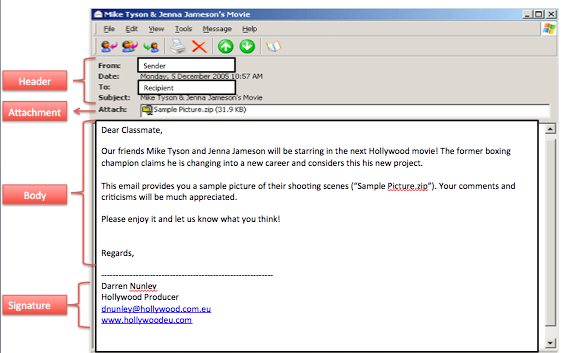 Mike Tyson & Jenna Jameson's Movie
File Edit View Tools Message Help
From: Sender
Header
Date: Monday, 5 December 2005 10:57 AM
To: Recipient
Subject: Mike Tyson & Jenna Jameson's Movie
Attachment
Attach: Sample Picture.zip (31.9 KB)
Dear Classmate,
Our friends Mike Tyson and Jenna Jameson will be starring in the next Hollywood movie! The former boxing
champion claims he is changing into a new career and considers this his new project.
This email provides you a sample picture of their shooting scenes (“Sample Picture.zip”). Your comments and
Body
criticisms will be much appreciated.
Please enjoy it and let us know what you think!
Regards,
------------------------------------------------------------
Darren Nunley
Hollywood Producer
Signature
dnunley@hollywood.com.eu
www.hollywoodeu.com